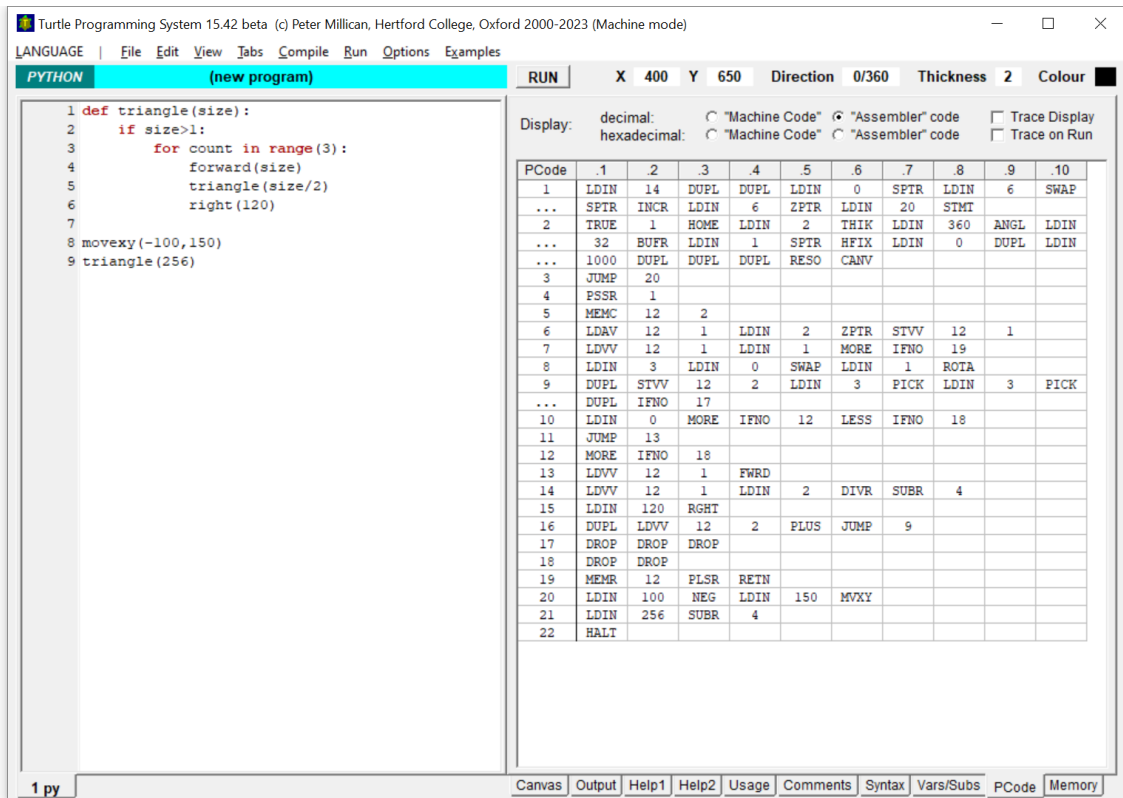 Turtle Programming System 15.42 beta  (c) Peter Millican, Hertford College, Oxford 2000-2023 (Machine mode)
LANGUAGE | File Edit View Tabs Compile Run Options Examples
PYTHON (new program) RUN X 400 Y 650 Direction 0/360 Thickness 2 Colour
1 def triangle(size):
2     if size>1:
3         for count in range(3):
4             forward(size)
5             triangle(size/2)
6             right(120)
7
8 movexy(-100,150)
9 triangle(256)
1 py
Display:
decimal: "Machine Code" "Assembler" code Trace Display
hexadecimal: "Machine Code" "Assembler" code Trace on Run
PCode .1 .2 .3 .4 .5 .6 .7 .8 .9 .10
1 LDIN 14 DUPL DUPL LDIN 0 SPTR LDIN 6 SWAP
... SPTR INCR LDIN 6 ZPTR LDIN 20 STMT
2 TRUE 1 HOME LDIN 2 THIK LDIN 360 ANGL LDIN
... 32 BUFR LDIN 1 SPTR HFIX LDIN 0 DUPL LDIN
... 1000 DUPL DUPL DUPL RESO CANV
3 JUMP 20
4 PSSR 1
5 MEMC 12 2
6 LDAV 12 1 LDIN 2 ZPTR STVV 12 1
7 LDVV 12 1 LDIN 1 MORE IFNO 19
8 LDIN 3 LDIN 0 SWAP LDIN 1 ROTA
9 DUPL STVV 12 2 LDIN 3 PICK LDIN 3 PICK
... DUPL IFNO 17
10 LDIN 0 MORE IFNO 12 LESS IFNO 18
11 JUMP 13
12 MORE IFNO 18
13 LDVV 12 1 FWRD
14 LDVV 12 1 LDIN 2 DIVR SUBR 4
15 LDIN 120 RGHT
16 DUPL LDVV 12 2 PLUS JUMP 9
17 DROP DROP DROP
18 DROP DROP
19 MEMR 12 PLSR RETN
20 LDIN 100 NEG LDIN 150 MVXY
21 LDIN 256 SUBR 4
22 HALT
Canvas Output Help1 Help2 Usage Comments Syntax Vars/Subs PCode Memory